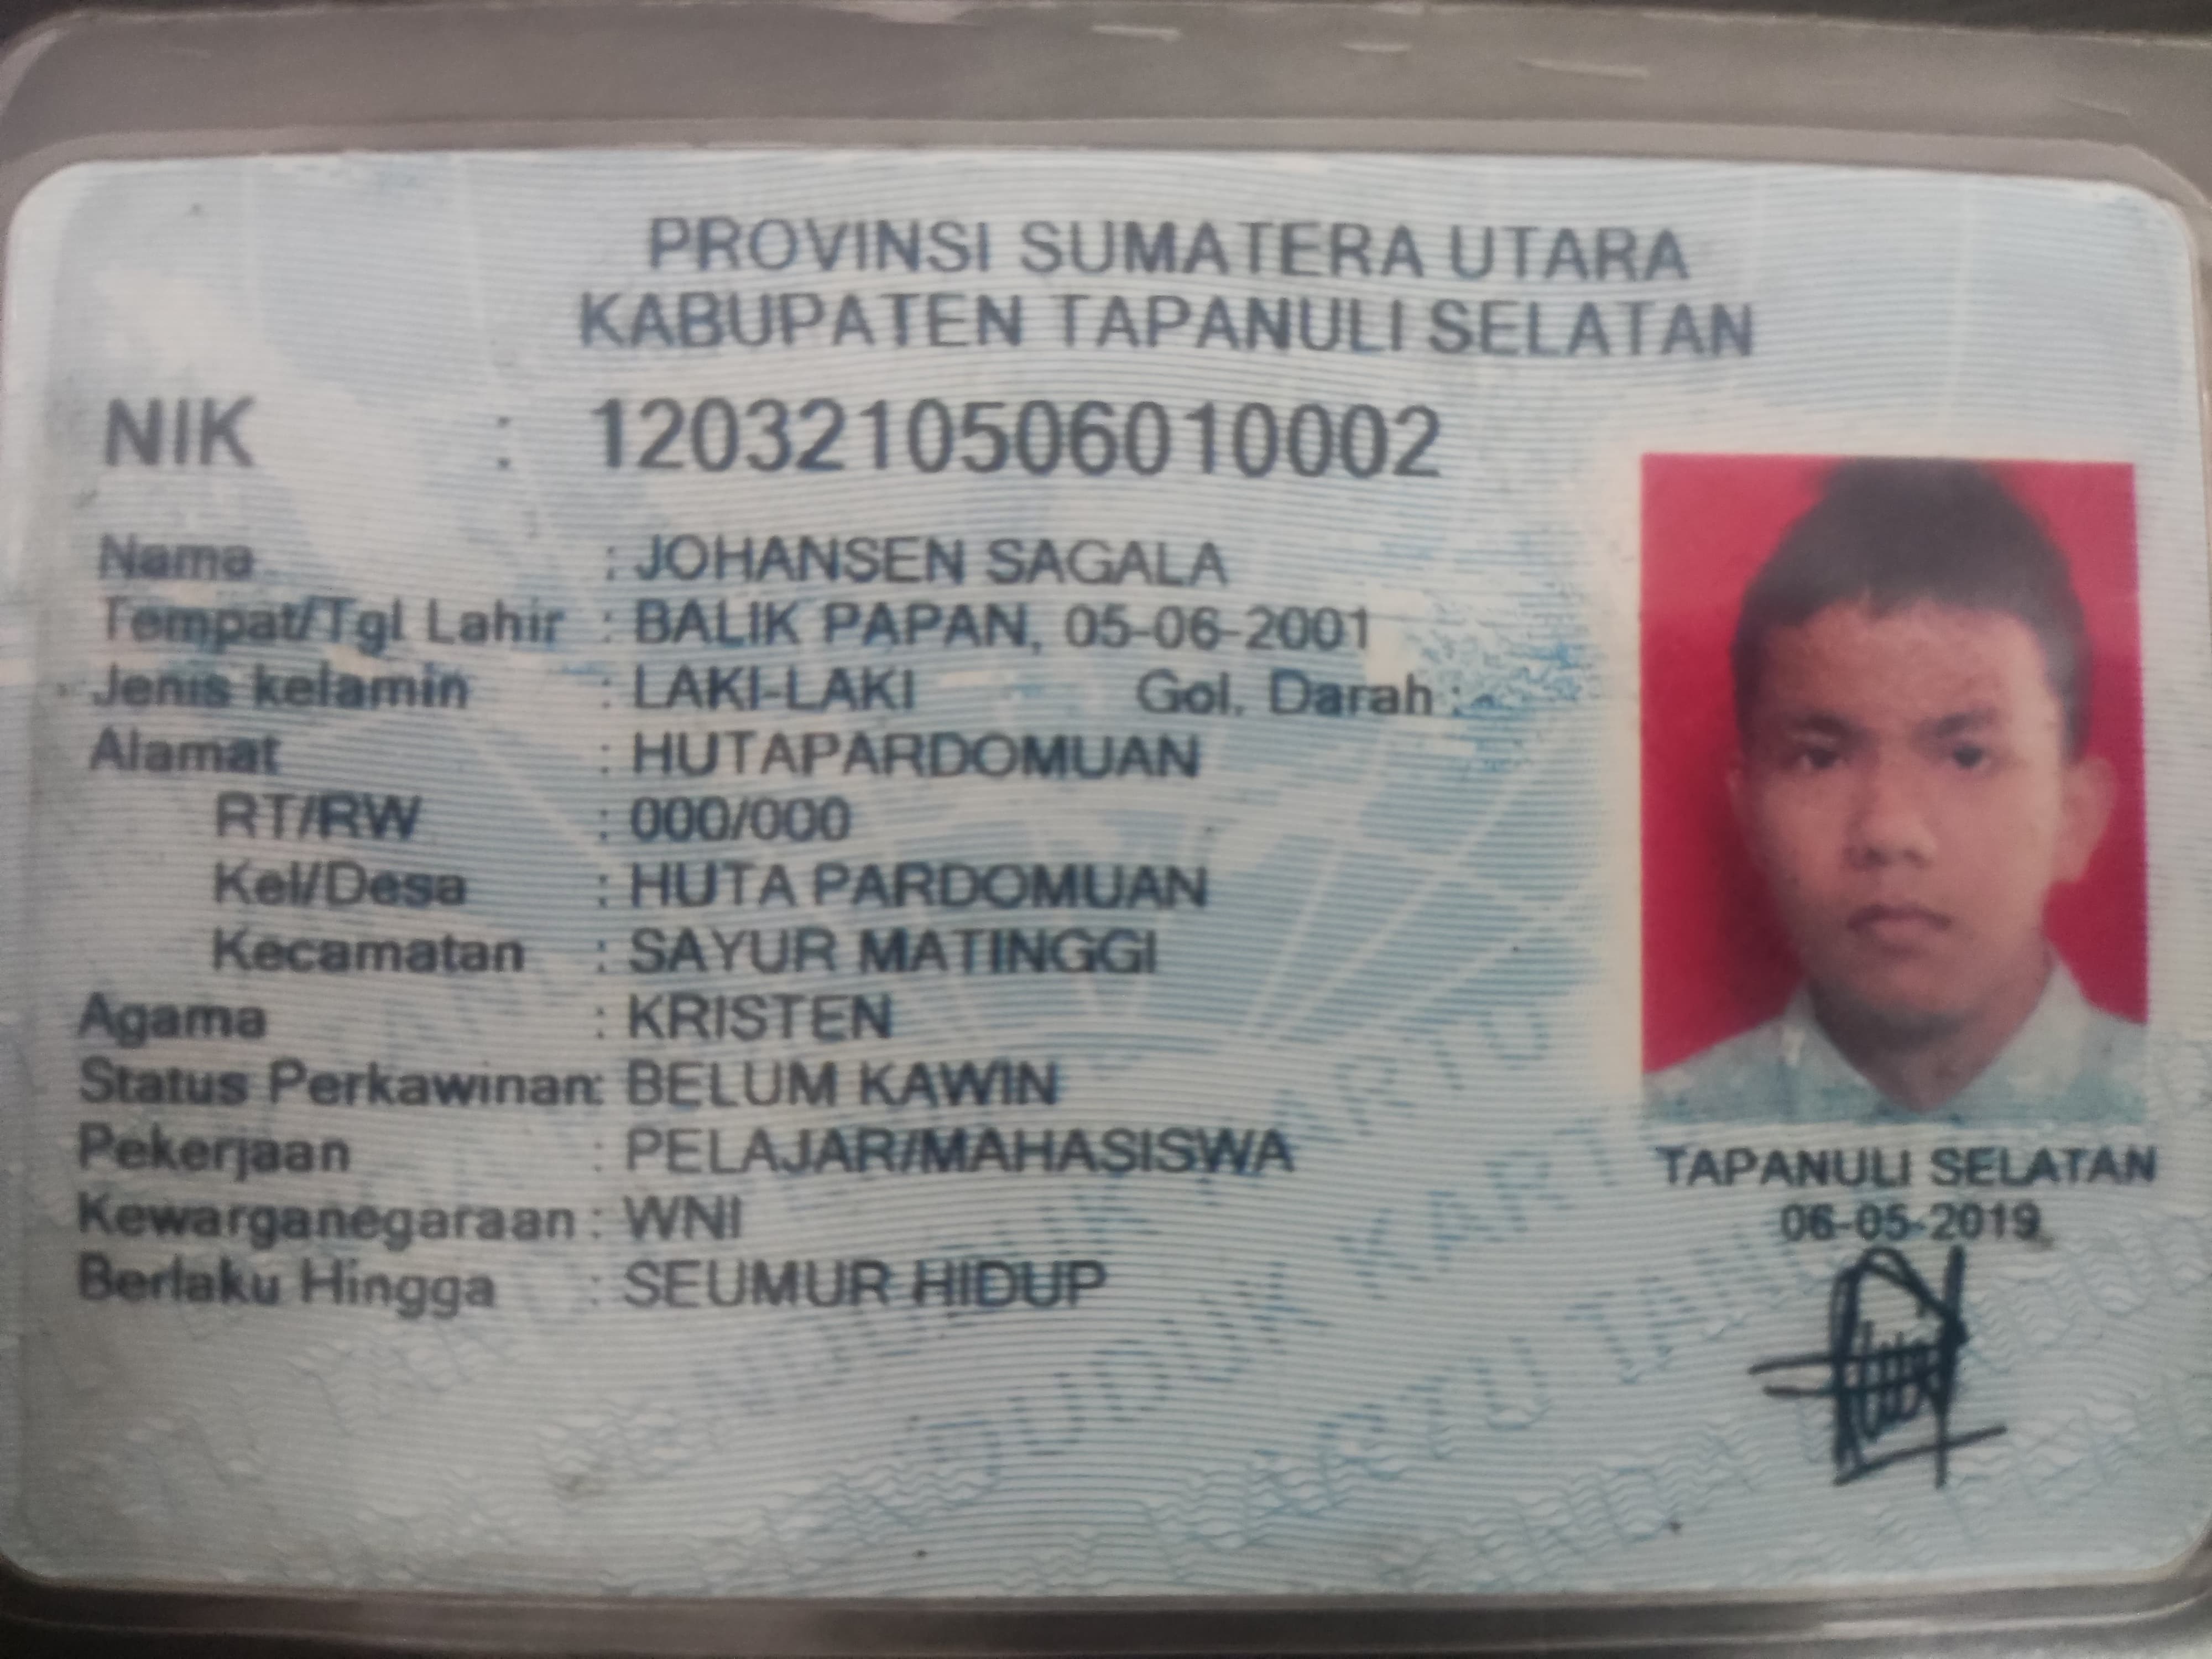 PROVINSI SUMATERA UTARA
KABUPATEN TAPANULI SELATAN
NIK : 1203210506010002
Nama : JOHANSEN SAGALA
Tempat/Tgl Lahir : BALIK PAPAN, 05-06-2001
Jenis kelamin : LAKI-LAKI Gol. Darah : -
Alamat : HUTAPARDOMUAN
RT/RW : 000/000
Kel/Desa : HUTA PARDOMUAN
Kecamatan : SAYUR MATINGGI
Agama : KRISTEN
Status Perkawinan: BELUM KAWIN
Pekerjaan : PELAJAR/MAHASISWA
Kewarganegaraan : WNI
Berlaku Hingga : SEUMUR HIDUP
TAPANULI SELATAN
06-05-2019